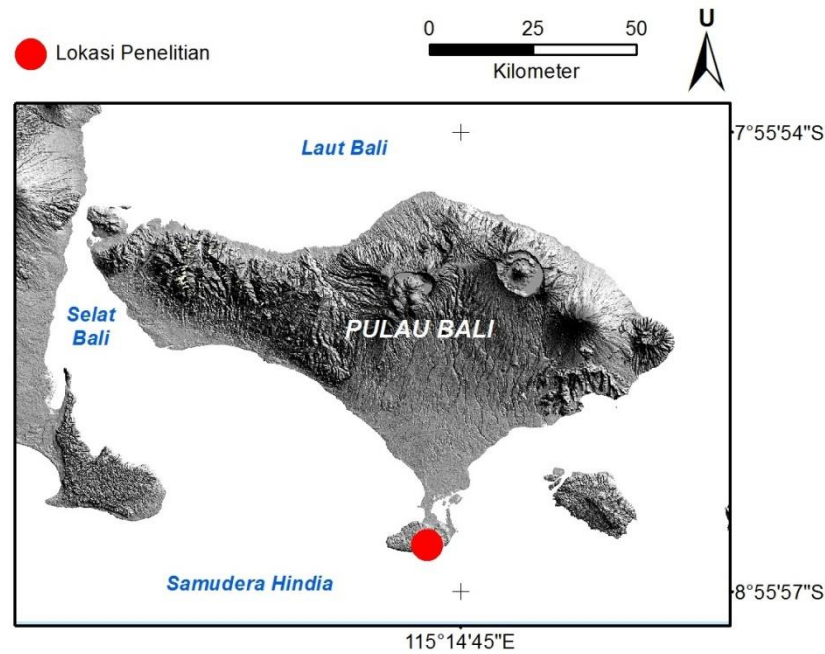 Lokasi Penelitian
0 25 50
Kilometer
U
Laut Bali
7°55'54"S
Selat
Bali
PULAU BALI
Samudera Hindia
8°55'57"S
115°14'45"E